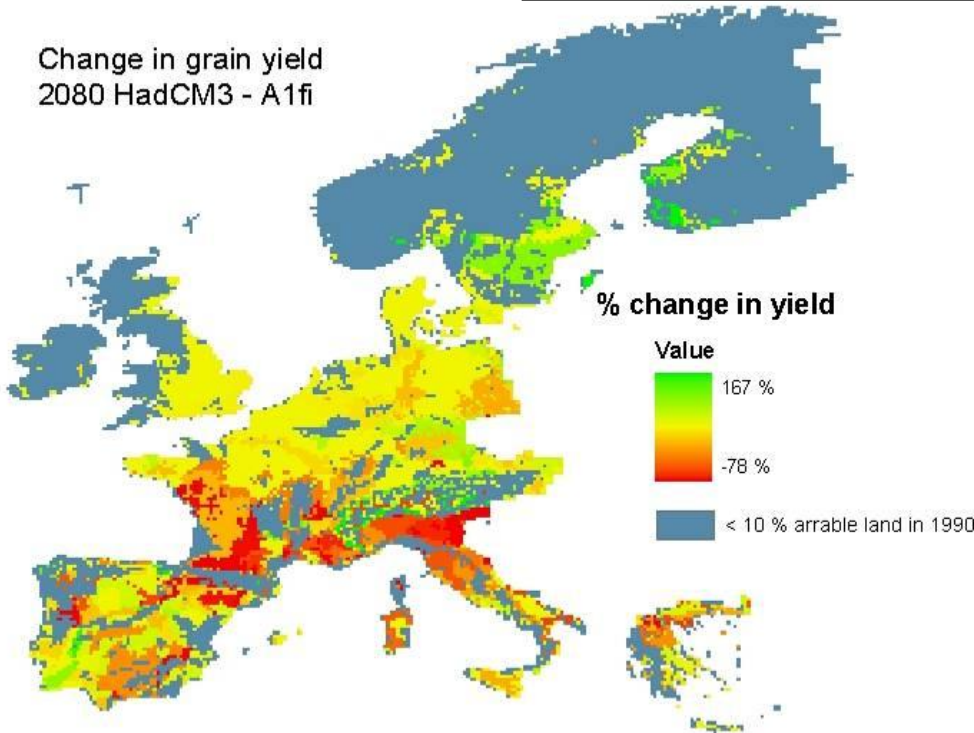 Change in grain yield
2080 HadCM3 - A1fi
% change in yield
Value
167 %
-78 %
< 10 % arrable land in 1990